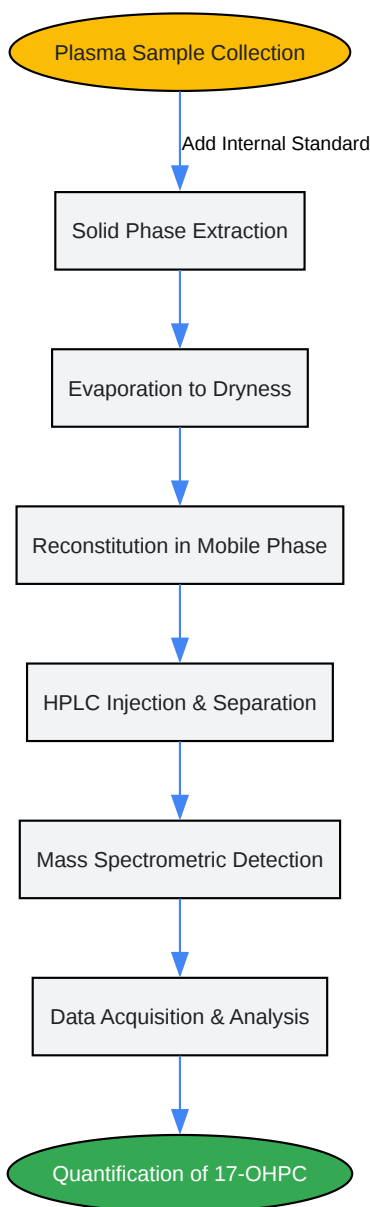 Plasma Sample Collection
Add Internal Standard
Solid Phase Extraction
Evaporation to Dryness
Reconstitution in Mobile Phase
HPLC Injection & Separation
Mass Spectrometric Detection
Data Acquisition & Analysis
Quantification of 17-OHPC